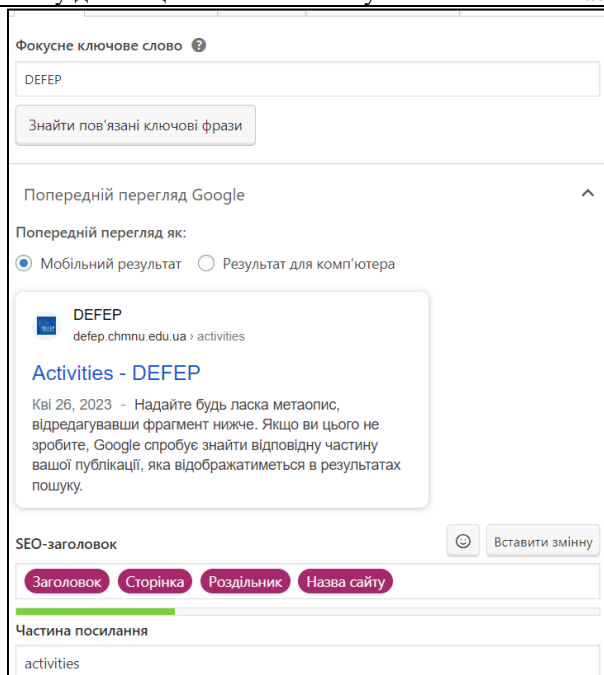 Фокусне ключове слово
DEFEP
Знайти пов'язані ключові фрази
Попередній перегляд Google
Попередній перегляд як:
Мобільний результат Результат для комп'ютера
DEFEP
defep.chmnu.edu.ua › activities
Activities - DEFEP
Кві 26, 2023 - Надайте будь ласка метаопис,
відредагувавши фрагмент нижче. Якщо ви цього не
зробите, Google спробує знайти відповідну частину
вашої публікації, яка відображатиметься в результатах
пошуку.
SEO-заголовок Вставити змінну
Заголовок Сторінка Роздільник Назва сайту
Частина посилання
activities